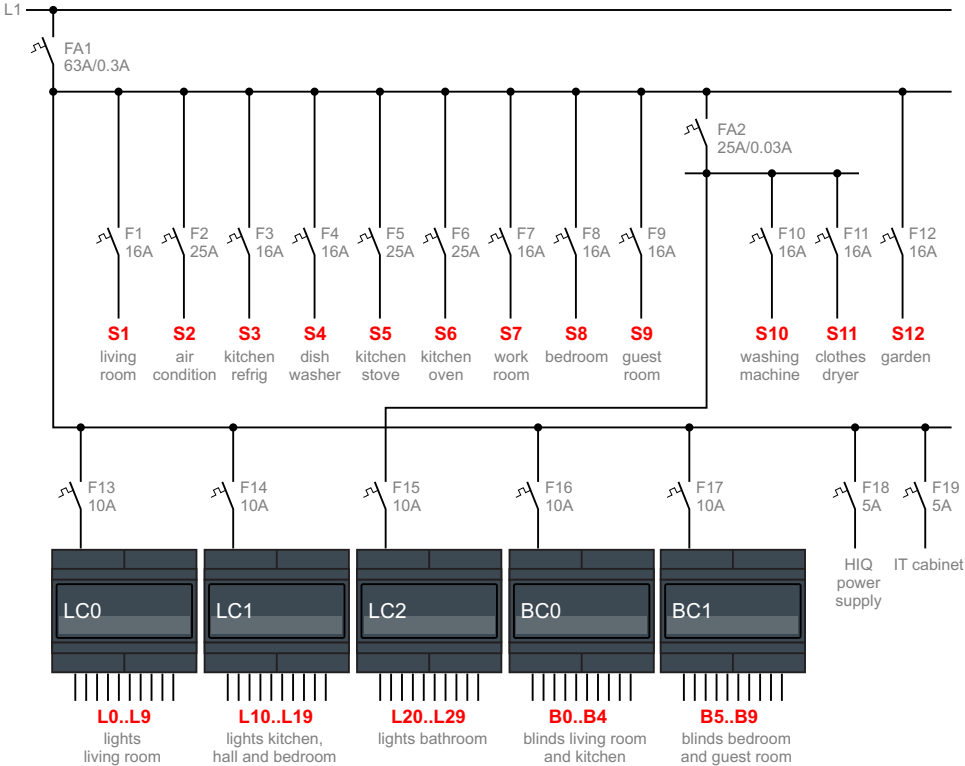 L1
FA1
63A/0.3A
FA2
25A/0.03A
F1
16A
F2
25A
F3
16A
F4
16A
F5
25A
F6
25A
F7
16A
F8
16A
F9
16A
F10
16A
F11
16A
F12
16A
S1
living
room
S2
air
condition
S3
kitchen
refrig
S4
dish
washer
S5
kitchen
stove
S6
kitchen
oven
S7
work
room
S8
bedroom
S9
guest
room
S10
washing
machine
S11
clothes
dryer
S12
garden
F13
10A
F14
10A
F15
10A
F16
10A
F17
10A
F18
5A
F19
5A
HIQ
power
supply
IT cabinet
LC0
LC1
LC2
BC0
BC1
L0..L9
lights
living room
L10..L19
lights kitchen,
hall and bedroom
L20..L29
lights bathroom
B0..B4
blinds living room
and kitchen
B5..B9
blinds bedroom
and guest room